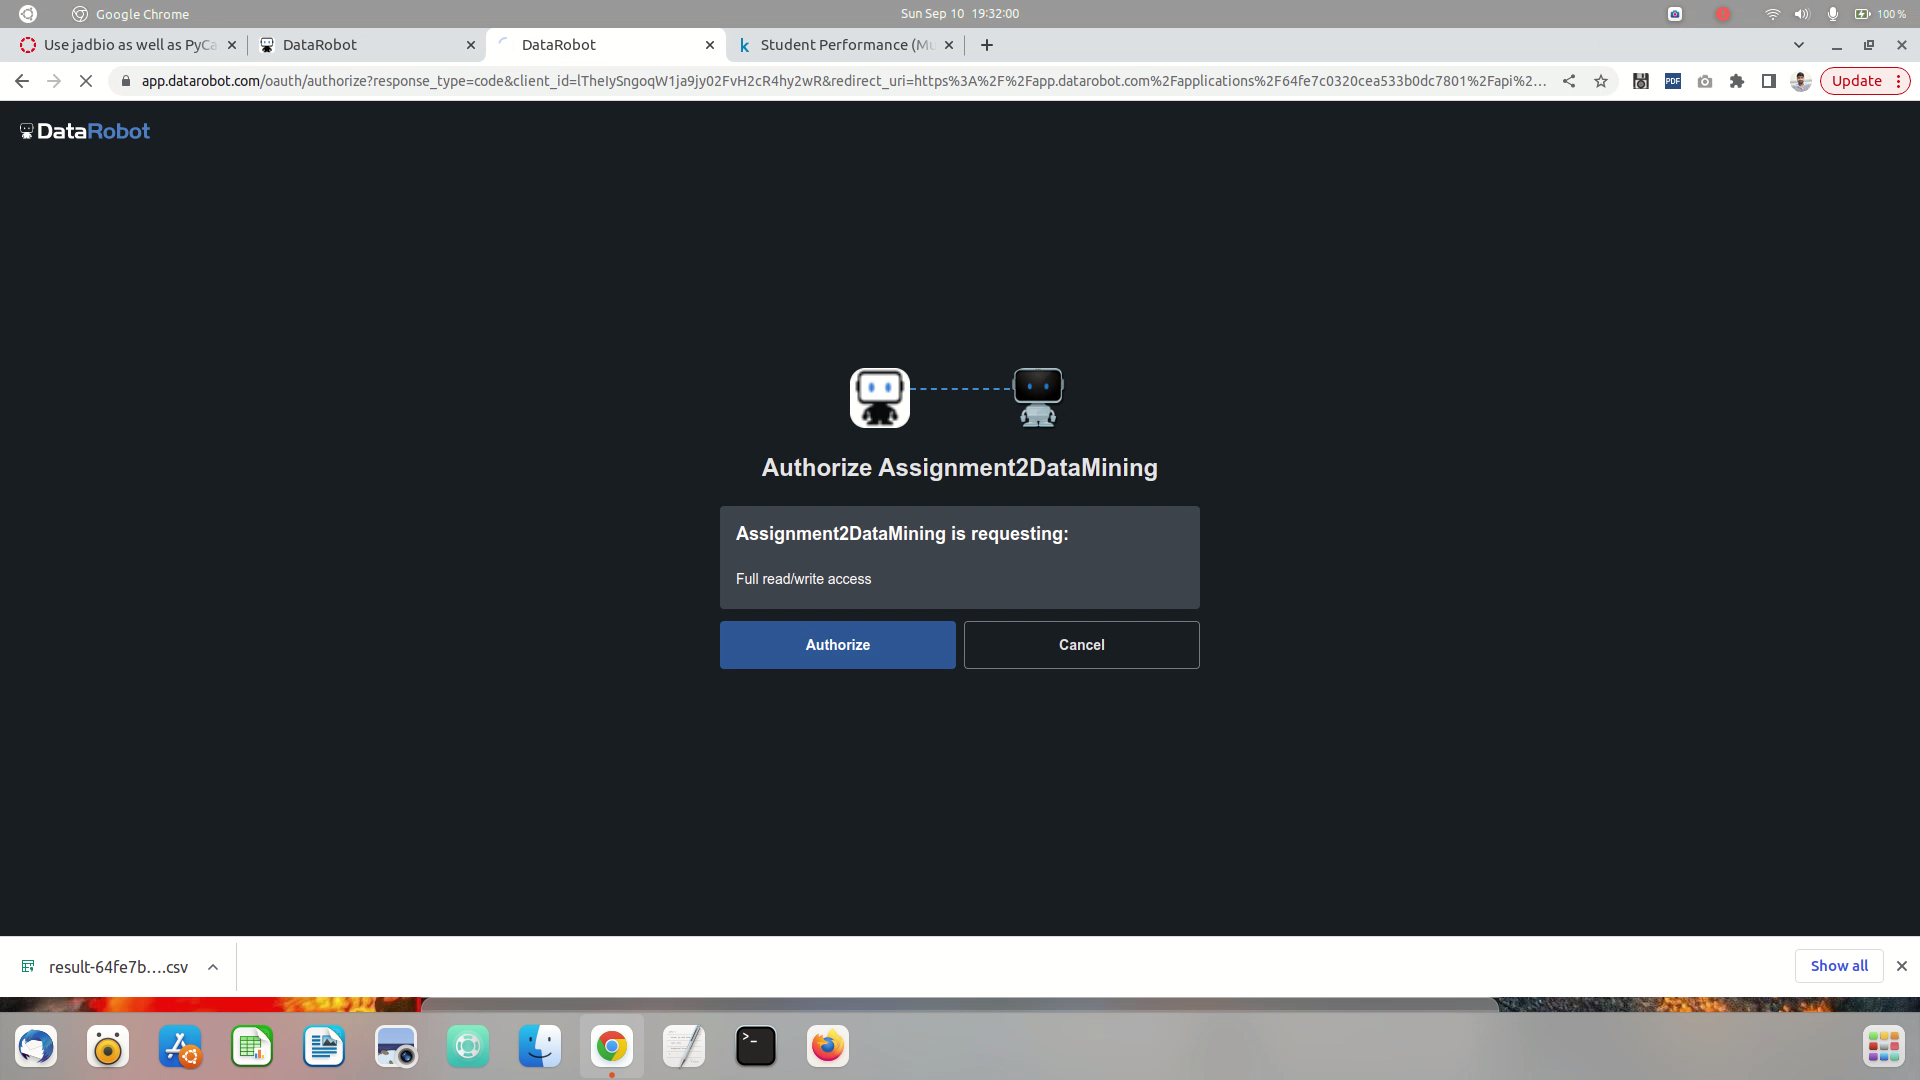 Google Chrome
Sun Sep 10 19:32:00
100 %
Use jadbio as well as PyCa
DataRobot
DataRobot
Student Performance (Mu
app.datarobot.com/oauth/authorize?response_type=code&client_id=lTheIySngoqW1ja9jy02FvH2cR4hy2wR&redirect_uri=https%3A%2F%2Fapp.datarobot.com%2Fapplications%2F64fe7c0320cea533b0dc7801%2Fapi%2...
PDF
Update
DataRobot
Authorize Assignment2DataMining
Assignment2DataMining is requesting:
Full read/write access
Authorize
Cancel
result-64fe7b....csv
Show all